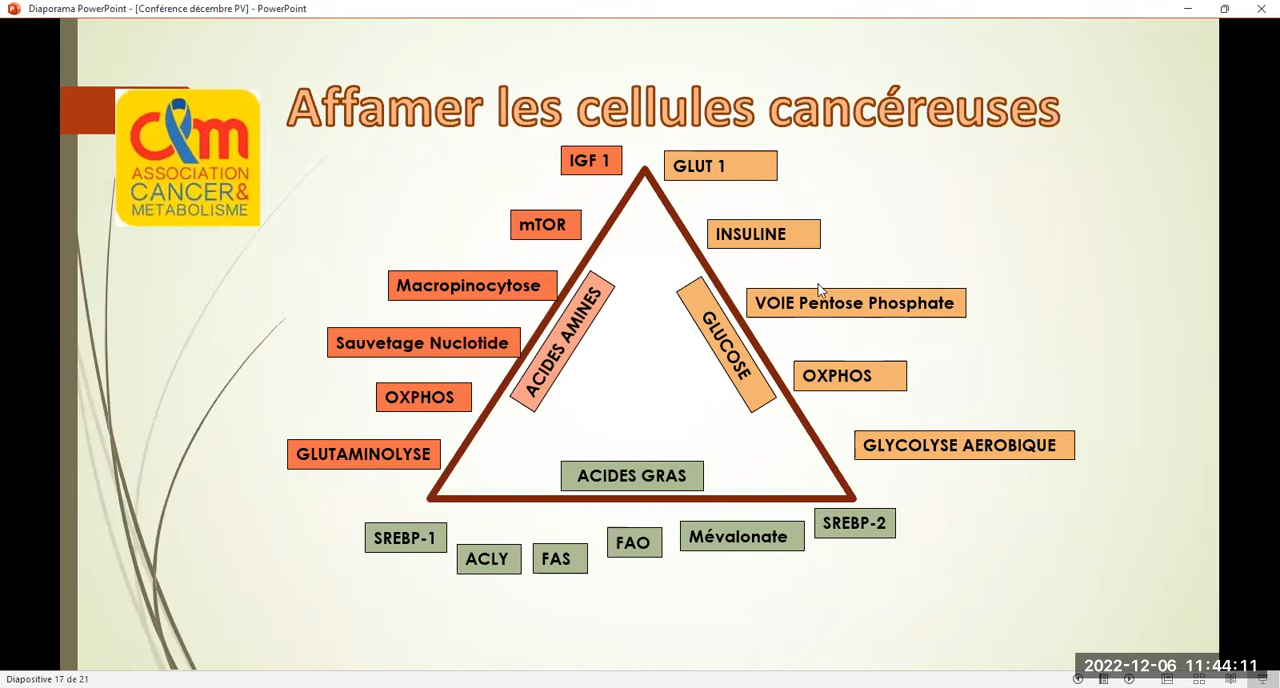 Diaporama PowerPoint - [Conférence décembre PV] - PowerPoint
Affamer les cellules cancéreuses
c&m
ASSOCIATION
CANCER&
METABOLISME
IGF 1
GLUT 1
mTOR
INSULINE
Macropinocytose
VOIE Pentose Phosphate
ACIDES AMINES
GLUCOSE
Sauvetage Nuclotide
OXPHOS
OXPHOS
GLUTAMINOLYSE
GLYCOLYSE AEROBIQUE
ACIDES GRAS
SREBP-1
ACLY
FAS
FAO
Mévalonate
SREBP-2
2022-12-06 11:44:11
Diapositive 17 de 21